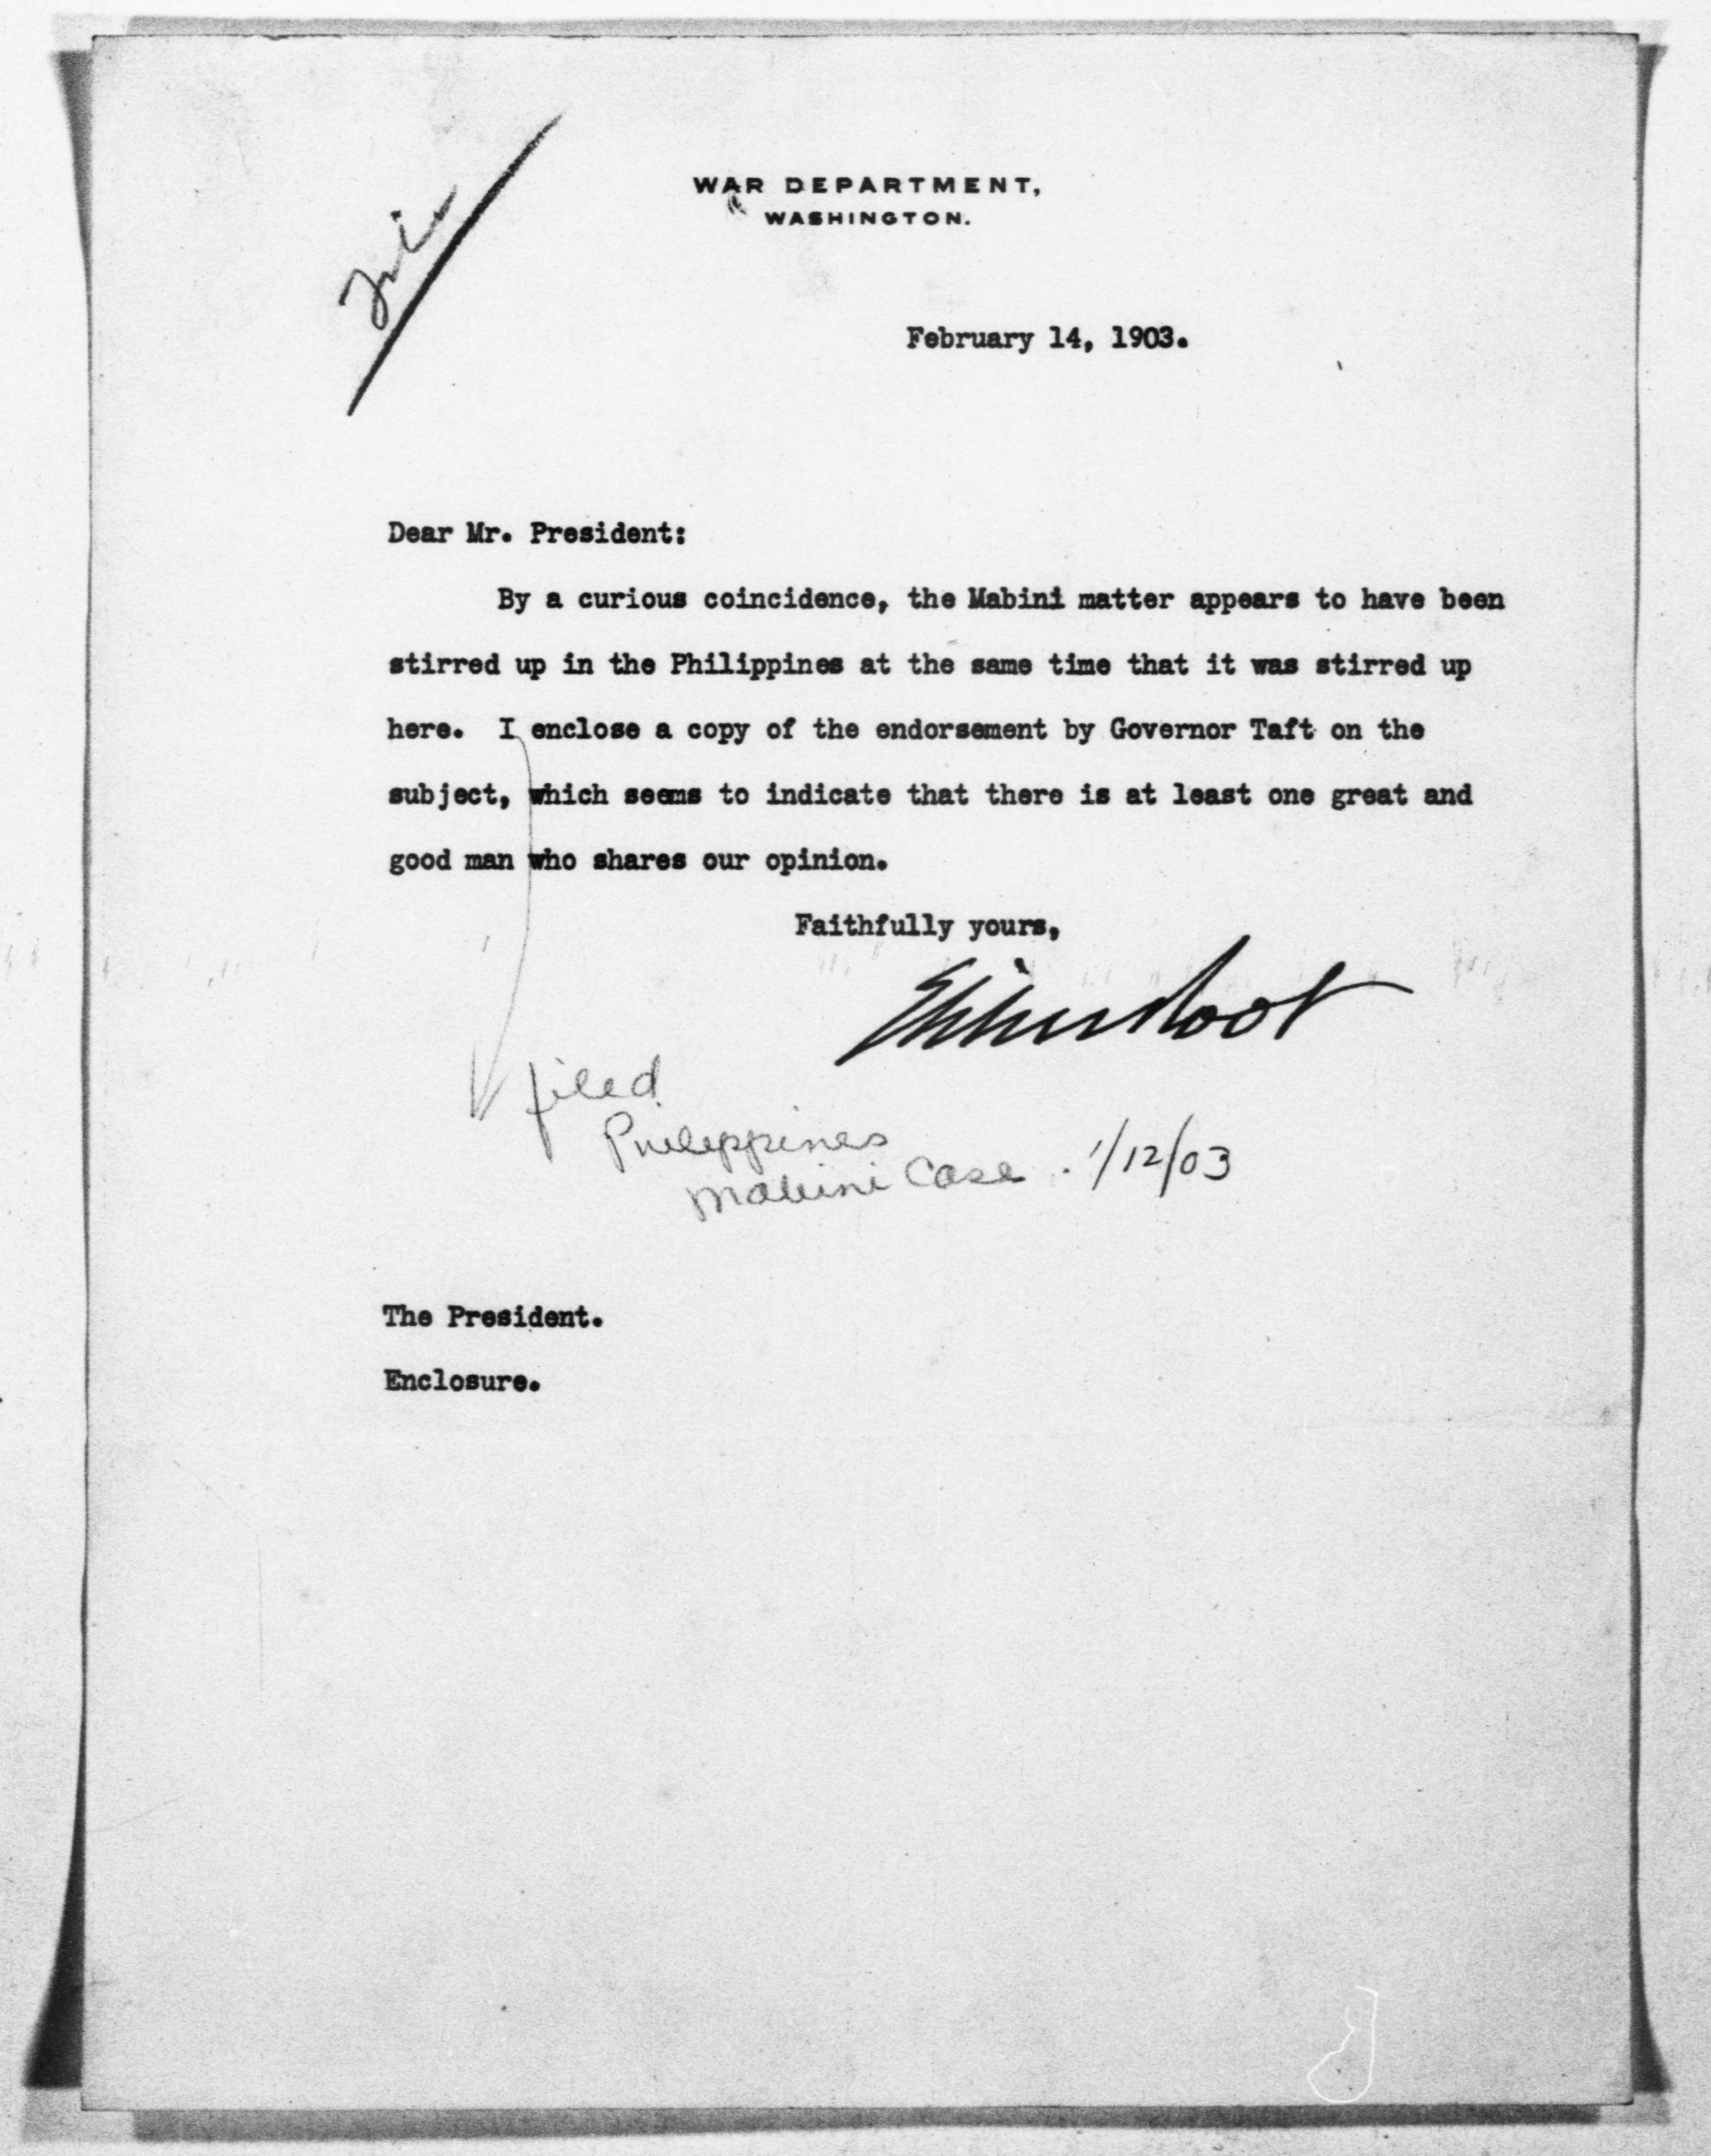 WAR DEPARTMENT,
WASHINGTON.
February 14, 1903.
Dear Mr. President:
By a curious coincidence, the Mabini matter appears to have been
stirred up in the Philippines at the same time that it was stirred up
here. I enclose a copy of the endorsement by Governor Taft on the
subject, which seems to indicate that there is at least one great and
good man who shares our opinion.
Faithfully yours,
Elihu Root
filed
Philippines
Mabini Case. 1/12/03
The President.
Enclosure.